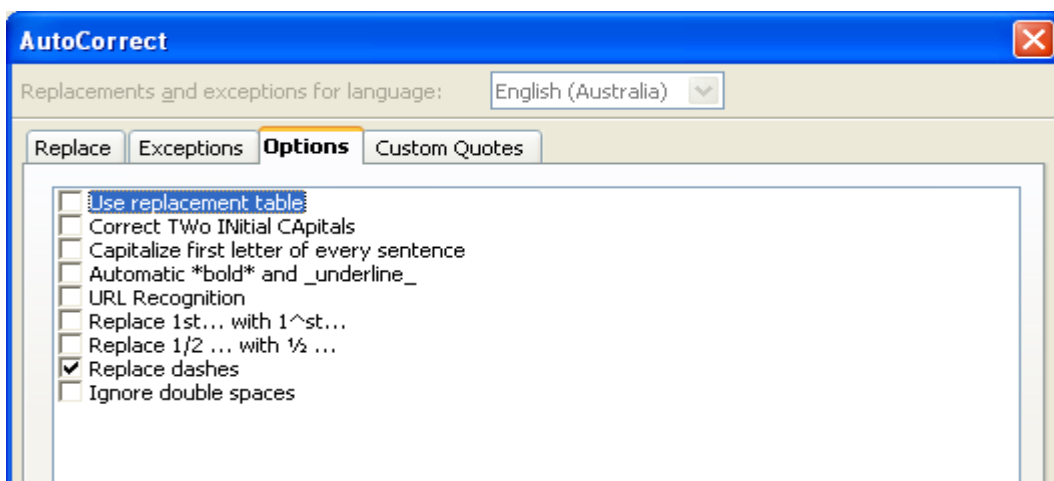 AutoCorrect
Replacements and exceptions for language: English (Australia)
Replace Exceptions Options Custom Quotes
Use replacement table
Correct TWo INitial CApitals
Capitalize first letter of every sentence
Automatic *bold* and _underline_
URL Recognition
Replace 1st... with 1^st...
Replace 1/2 ... with ½ ...
Replace dashes
Ignore double spaces